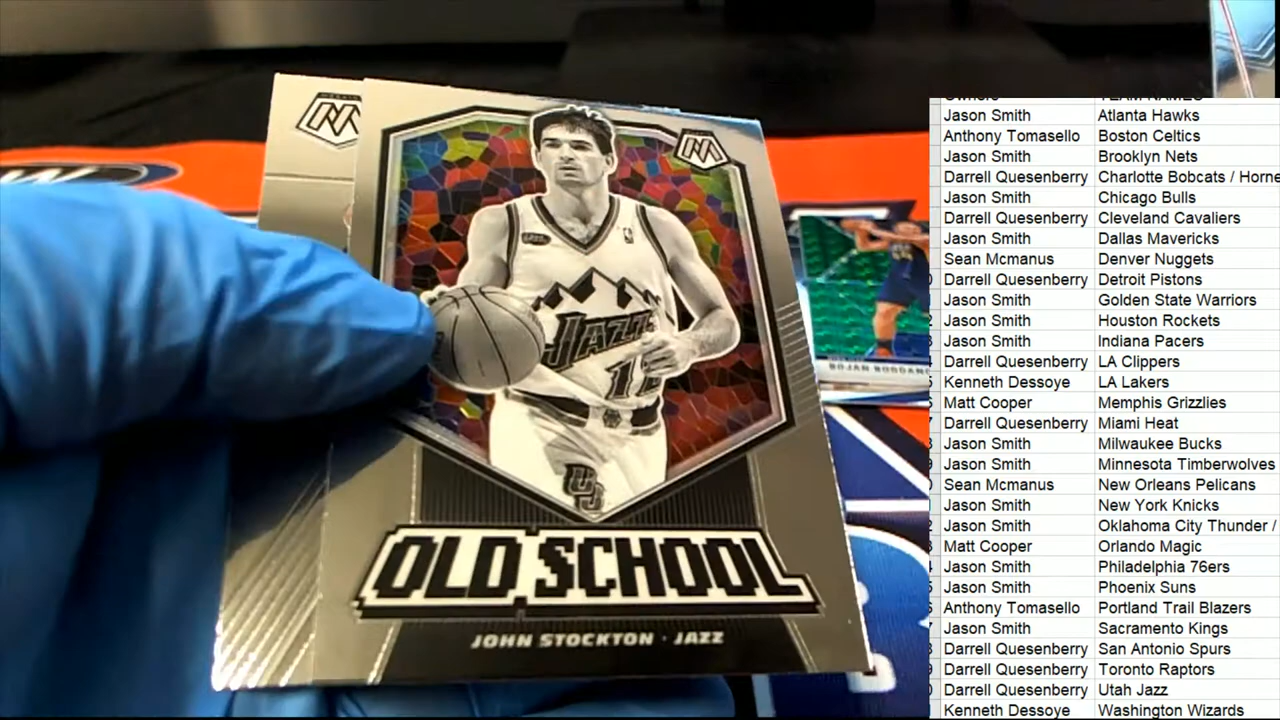 JAZZ
OLD SCHOOL
JOHN STOCKTON · JAZZ
BOJAN BOGDANO
Owners TEAM NAMES
Jason Smith Atlanta Hawks
Anthony Tomasello Boston Celtics
Jason Smith Brooklyn Nets
Darrell Quesenberry Charlotte Bobcats / Horne
Jason Smith Chicago Bulls
Darrell Quesenberry Cleveland Cavaliers
Jason Smith Dallas Mavericks
Sean Mcmanus Denver Nuggets
Darrell Quesenberry Detroit Pistons
Jason Smith Golden State Warriors
Jason Smith Houston Rockets
Jason Smith Indiana Pacers
Darrell Quesenberry LA Clippers
Kenneth Dessoye LA Lakers
Matt Cooper Memphis Grizzlies
Darrell Quesenberry Miami Heat
Jason Smith Milwaukee Bucks
Jason Smith Minnesota Timberwolves
Sean Mcmanus New Orleans Pelicans
Jason Smith New York Knicks
Jason Smith Oklahoma City Thunder /
Matt Cooper Orlando Magic
Jason Smith Philadelphia 76ers
Jason Smith Phoenix Suns
Anthony Tomasello Portland Trail Blazers
Jason Smith Sacramento Kings
Darrell Quesenberry San Antonio Spurs
Darrell Quesenberry Toronto Raptors
Darrell Quesenberry Utah Jazz
Kenneth Dessoye Washington Wizards